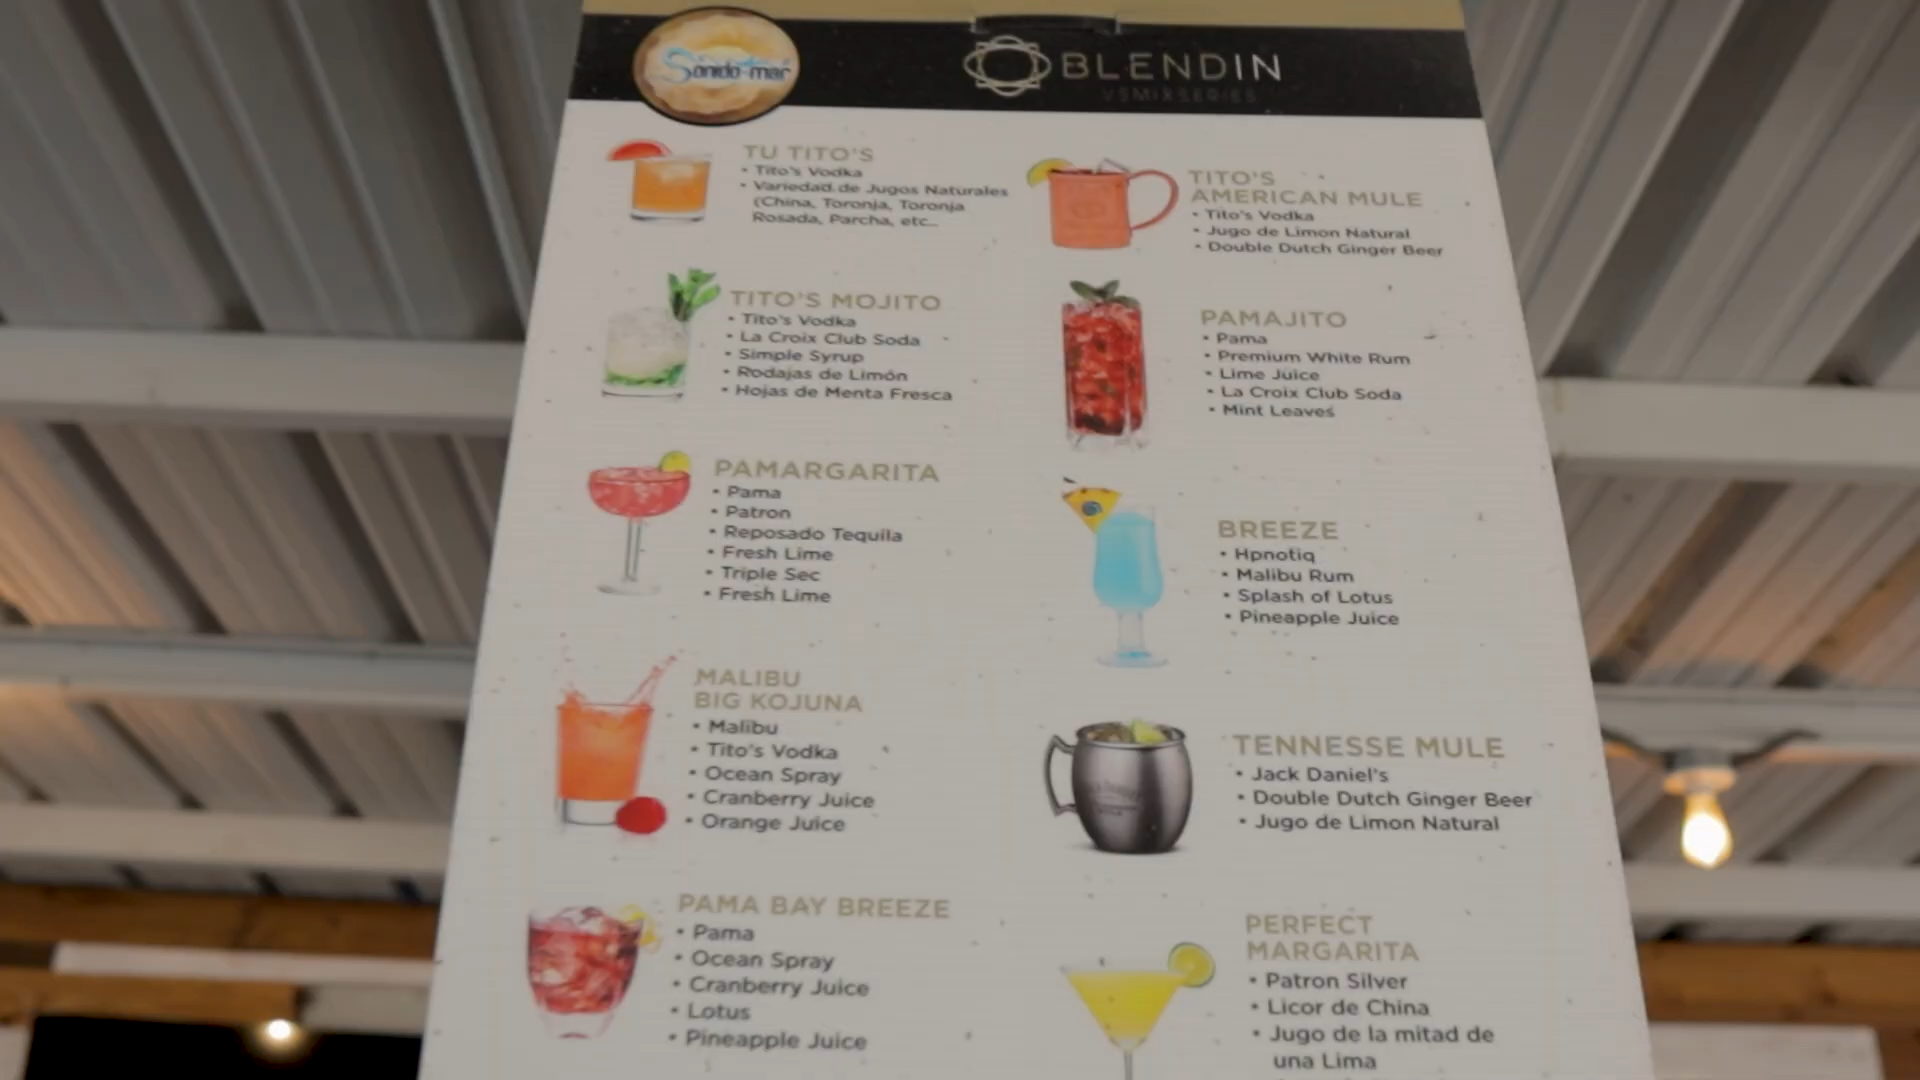 Sonido del mar
BLENDIN
VSMIXSERIES
TU TITO'S
• Tito's Vodka
• Variedad de Jugos Naturales
(China, Toronja, Toronja
Rosada, Parcha, etc..
TITO'S
AMERICAN MULE
• Tito's Vodka
• Jugo de Limon Natural
• Double Dutch Ginger Beer
TITO'S MOJITO
• Tito's Vodka
• La Croix Club Soda
• Simple Syrup
• Rodajas de Limón
• Hojas de Menta Fresca
PAMAJITO
• Pama
• Premium White Rum
• Lime Juice
• La Croix Club Soda
• Mint Leaves
PAMARGARITA
• Pama
• Patron
• Reposado Tequila
• Fresh Lime
• Triple Sec
• Fresh Lime
BREEZE
• Hpnotiq
• Malibu Rum
• Splash of Lotus
• Pineapple Juice
MALIBU
BIG KOJUNA
• Malibu
• Tito's Vodka
• Ocean Spray
• Cranberry Juice
• Orange Juice
TENNESSE MULE
• Jack Daniel's
• Double Dutch Ginger Beer
• Jugo de Limon Natural
PAMA BAY BREEZE
• Pama
• Ocean Spray
• Cranberry Juice
• Lotus
• Pineapple Juice
PERFECT
MARGARITA
• Patron Silver
• Licor de China
• Jugo de la mitad de
una Lima